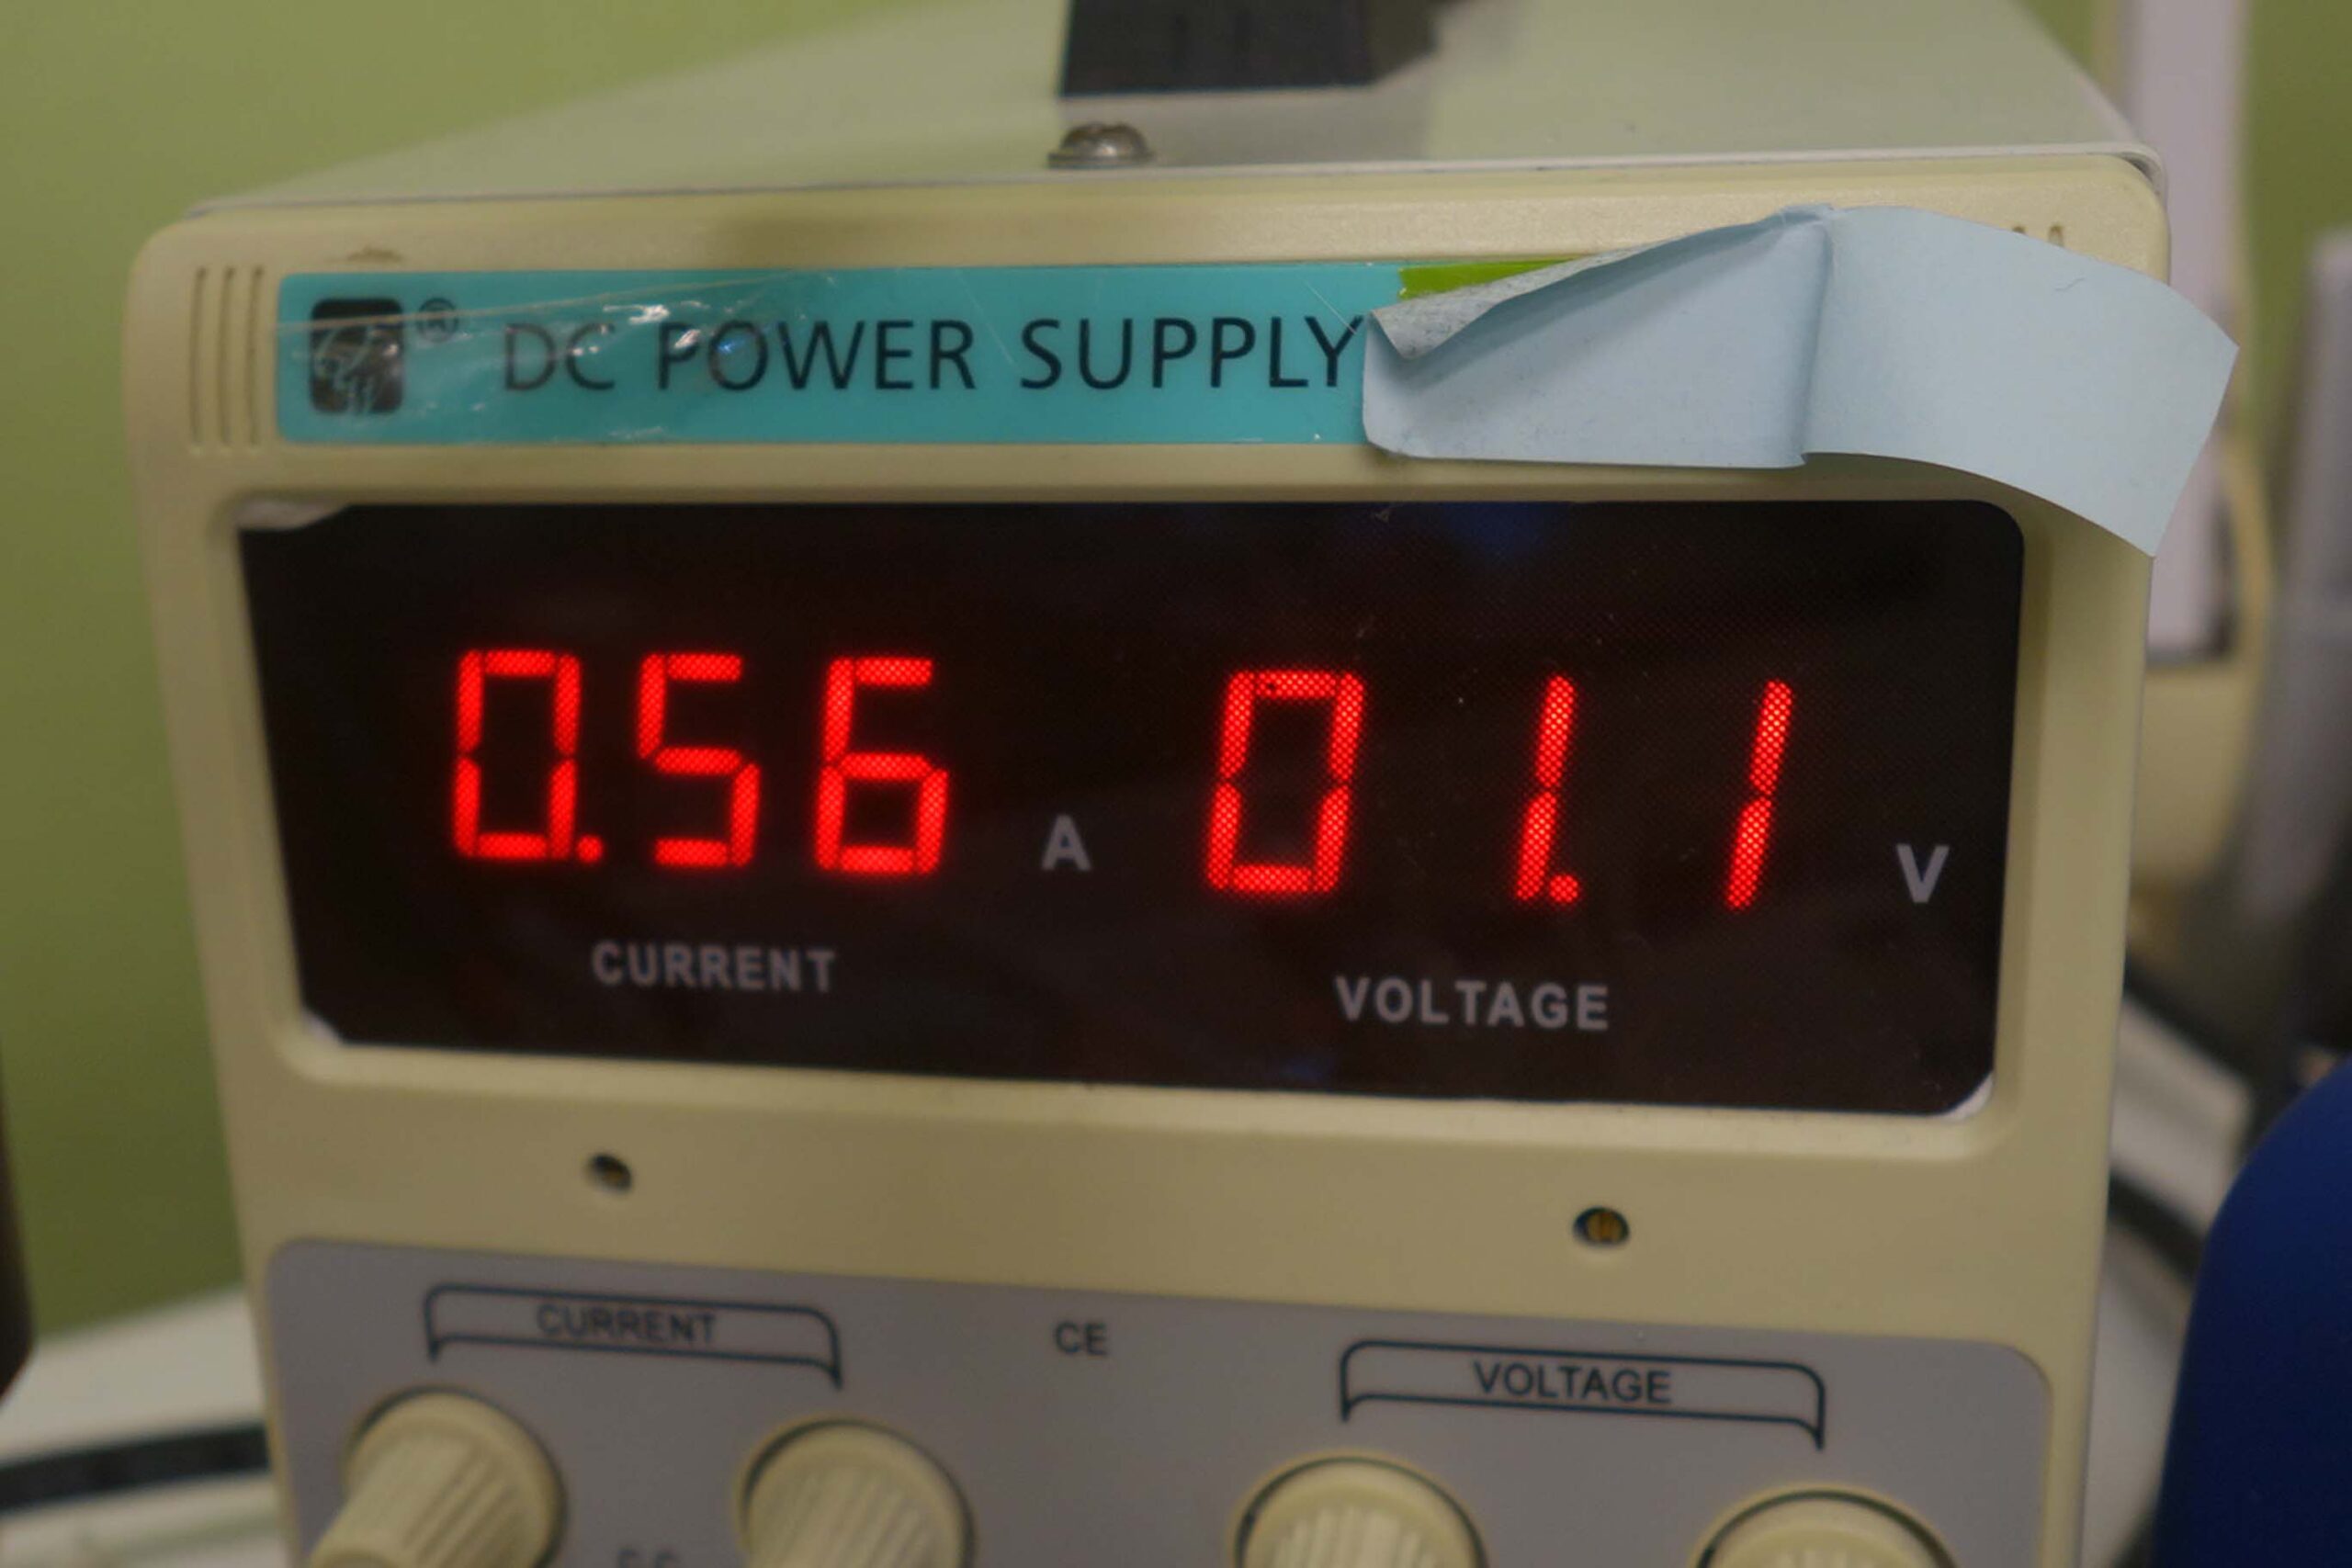 ® DC POWER SUPPLY
0.56 A 01.1 V
CURRENT VOLTAGE
CURRENT CE VOLTAGE